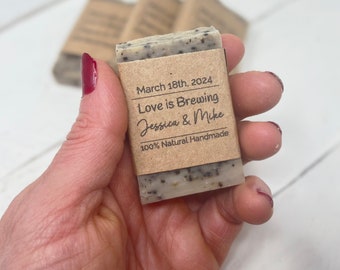 March 18th, 2024
Love is Brewing
Jessica & Mike
100% Natural Handmade